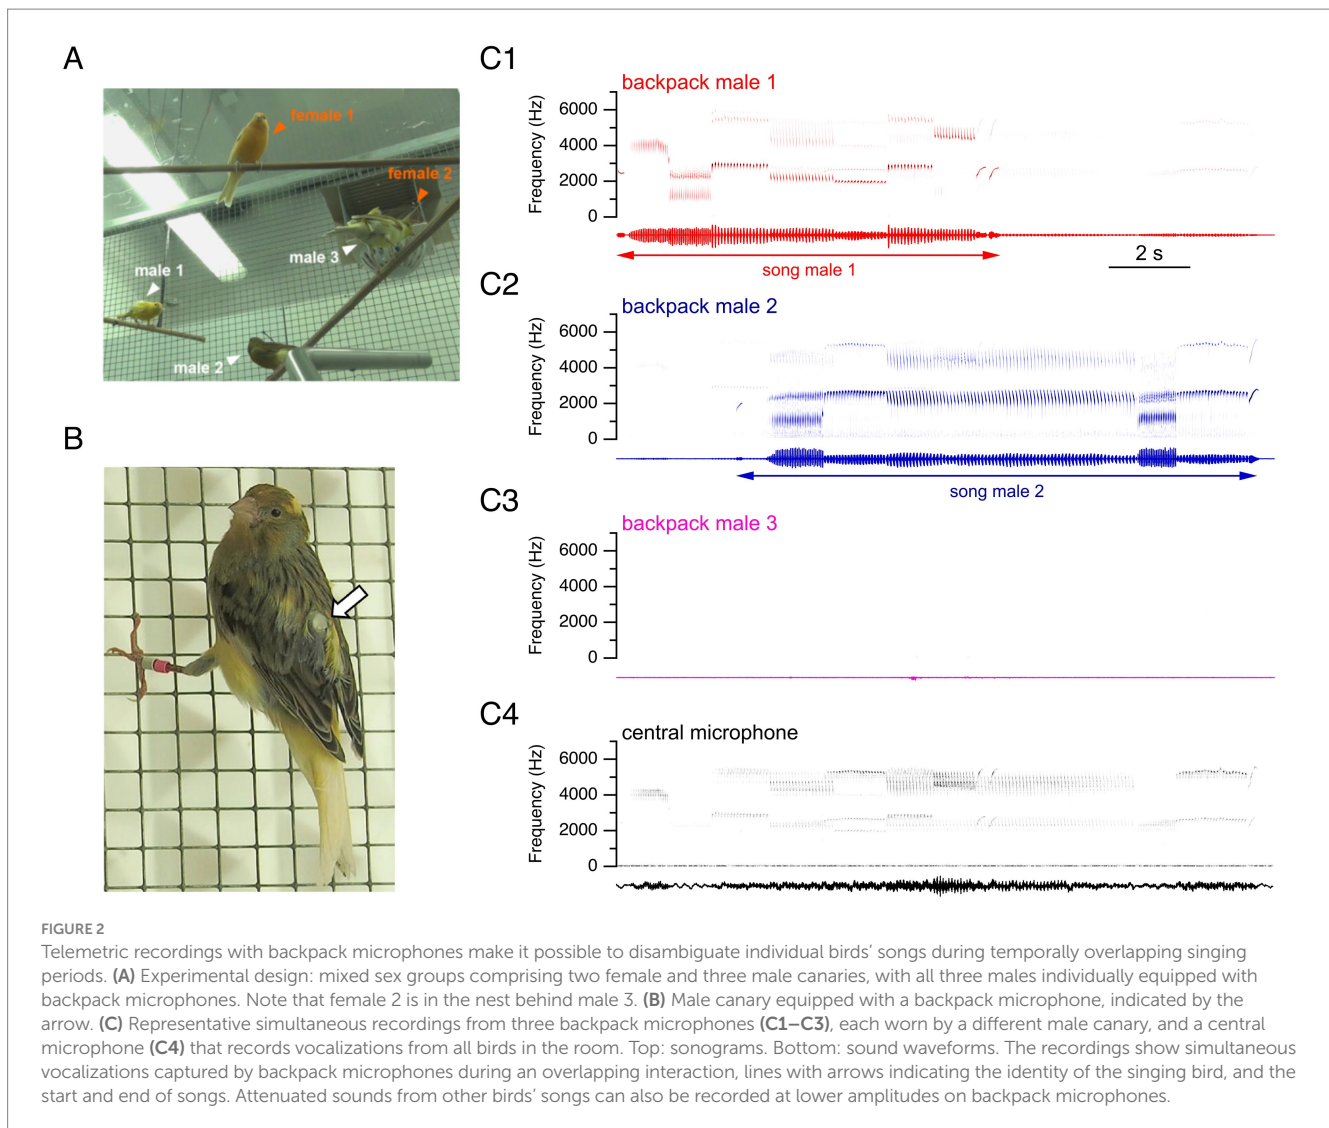 A
female 1
female 2
male 3
male 1
male 2
B
C1
backpack male 1
Frequency (Hz)
6000
4000
2000
0
song male 1
2 s
C2
backpack male 2
Frequency (Hz)
6000
4000
2000
0
song male 2
C3
backpack male 3
Frequency (Hz)
6000
4000
2000
0
C4
central microphone
Frequency (Hz)
6000
4000
2000
0
FIGURE 2
Telemetric recordings with backpack microphones make it possible to disambiguate individual birds’ songs during temporally overlapping singing
periods. (A) Experimental design: mixed sex groups comprising two female and three male canaries, with all three males individually equipped with
backpack microphones. Note that female 2 is in the nest behind male 3. (B) Male canary equipped with a backpack microphone, indicated by the
arrow. (C) Representative simultaneous recordings from three backpack microphones (C1–C3), each worn by a different male canary, and a central
microphone (C4) that records vocalizations from all birds in the room. Top: sonograms. Bottom: sound waveforms. The recordings show simultaneous
vocalizations captured by backpack microphones during an overlapping interaction, lines with arrows indicating the identity of the singing bird, and the
start and end of songs. Attenuated sounds from other birds’ songs can also be recorded at lower amplitudes on backpack microphones.